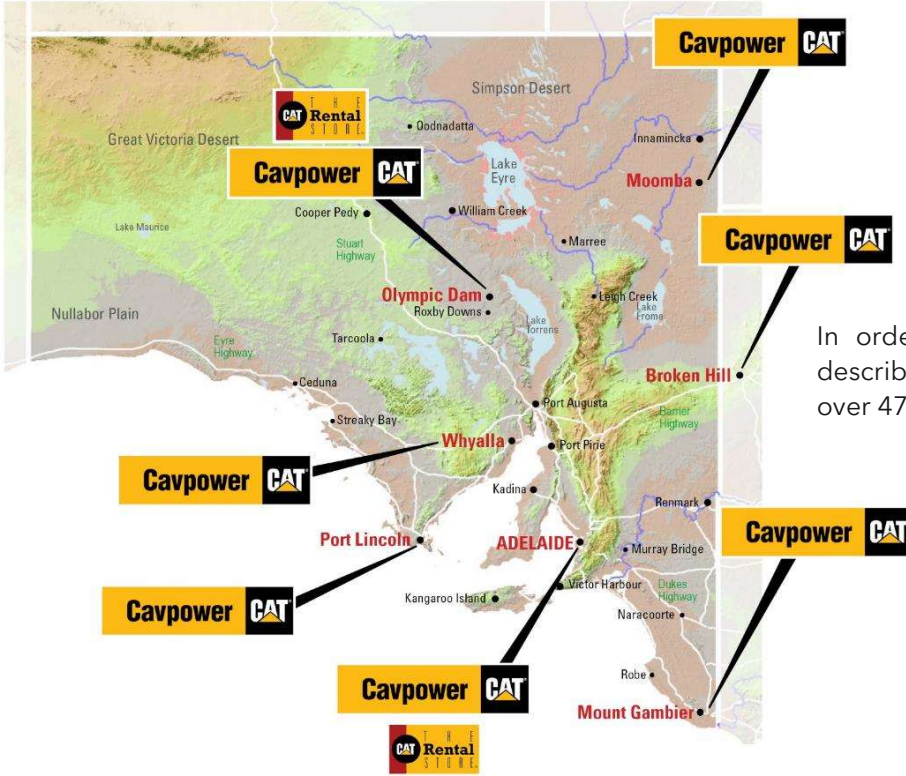 Cavpower CAT
Simpson Desert
THE
CAT Rental
STORE.
Oodnadatta
Great Victoria Desert
Innamincka
Lake
Eyre
Cavpower CAT
Moomba
William Creek
Cooper Pedy
Lake Maurice
Cavpower CAT
Stuart
Highway
Marree
Olympic Dam
Leigh Creek
Roxby Downs
Lake
Frome
Nullabor Plain
Lake
Torrens
Eyre
Highway
Tarcoola
In orde
describ
over 47
Broken Hill
Ceduna
Port Augusta
Barrier
Highway
Streaky Bay
Whyalla
Port Pirie
Cavpower CAT
Kadina
Renmark
Port Lincoln
ADELAIDE
Cavpower CAT
Murray Bridge
Victor Harbour
Dukes
Highway
Kangaroo Island
Cavpower CAT
Naracoorte
Robe
Cavpower CAT
Mount Gambier
THE
CAT Rental
STORE.